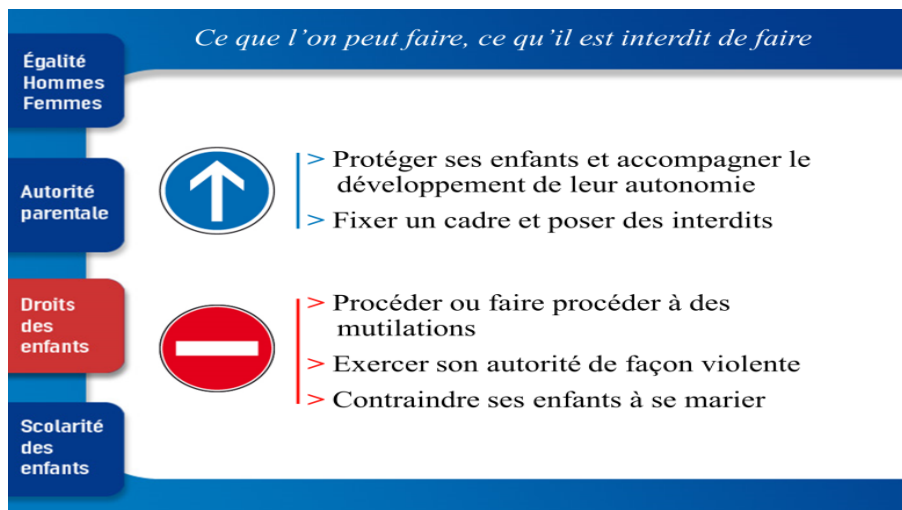 Ce que l'on peut faire, ce qu'il est interdit de faire
Égalité
Hommes
Femmes
Autorité
parentale
Droits
des
enfants
Scolarité
des
enfants
> Protéger ses enfants et accompagner le
développement de leur autonomie
> Fixer un cadre et poser des interdits
> Procéder ou faire procéder à des
mutilations
> Exercer son autorité de façon violente
> Contraindre ses enfants à se marier